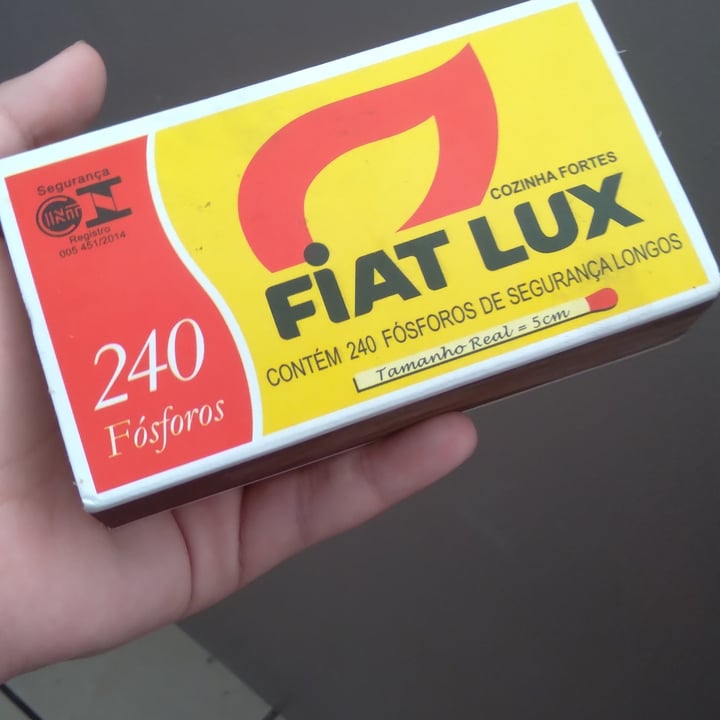 Segurança
Registro
005 451/2014
240
Fósforos
COZINHA FORTES
FiAT LUX
CONTÉM 240 FÓSFOROS DE SEGURANÇA LONGOS
Tamanho Real = 5cm